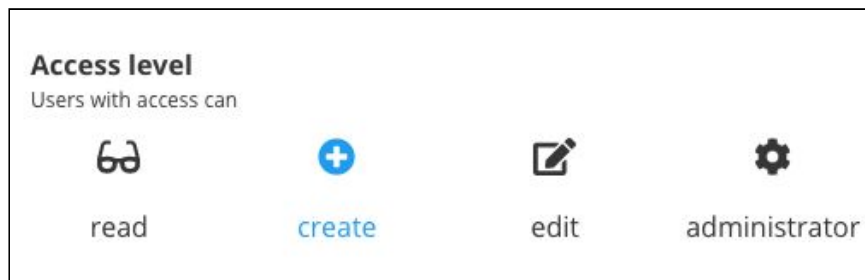 Access level
Users with access can
read create edit administrator